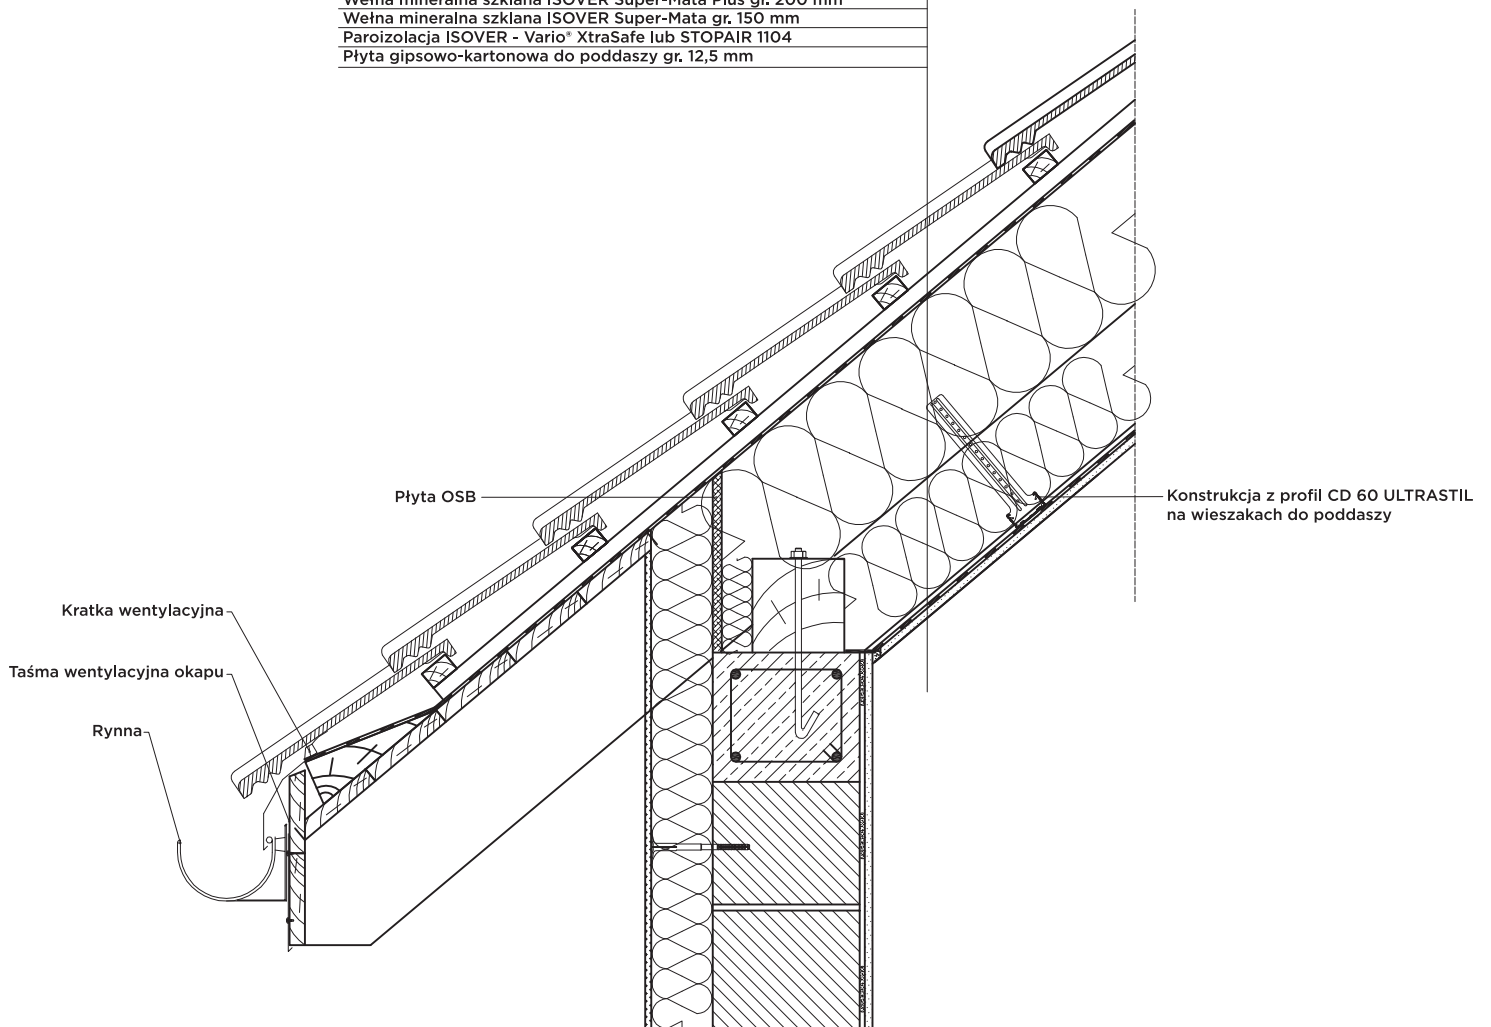 Wełna mineralna szklana ISOVER Super-Mata Plus gr. 200 mm
Wełna mineralna szklana ISOVER Super-Mata gr. 150 mm
Paroizolacja ISOVER - Vario® XtraSafe lub STOPAIR 1104
Płyta gipsowo-kartonowa do poddaszy gr. 12,5 mm
Płyta OSB
Konstrukcja z profil CD 60 ULTRASTIL
na wieszakach do poddaszy
Kratka wentylacyjna
Taśma wentylacyjna okapu
Rynna